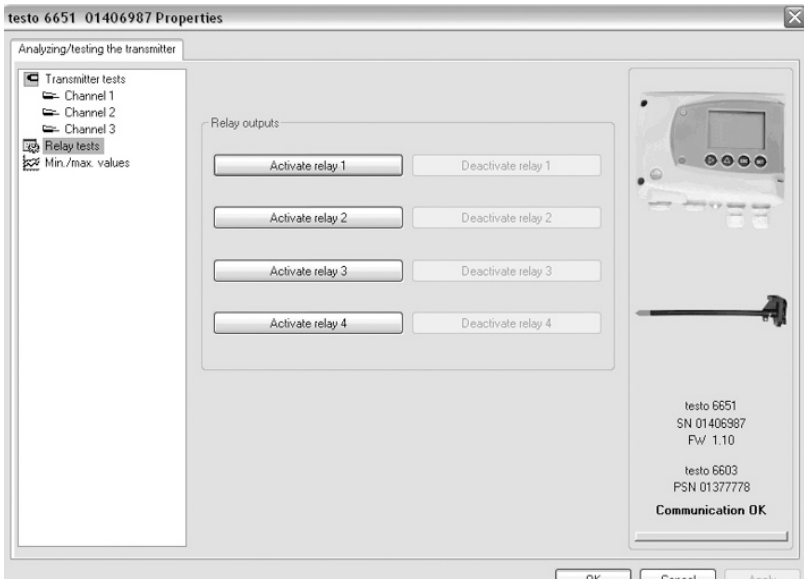 testo 6651 01406987 Properties
Analyzing/testing the transmitter
Transmitter tests
Channel 1
Channel 2
Channel 3
Relay tests
Min./max. values
Relay outputs
Activate relay 1 Deactivate relay 1
Activate relay 2 Deactivate relay 2
Activate relay 3 Deactivate relay 3
Activate relay 4 Deactivate relay 4
testo 6651
SN 01406987
FW 1.10
testo 6603
PSN 01377778
Communication OK
OK Cancel Apply